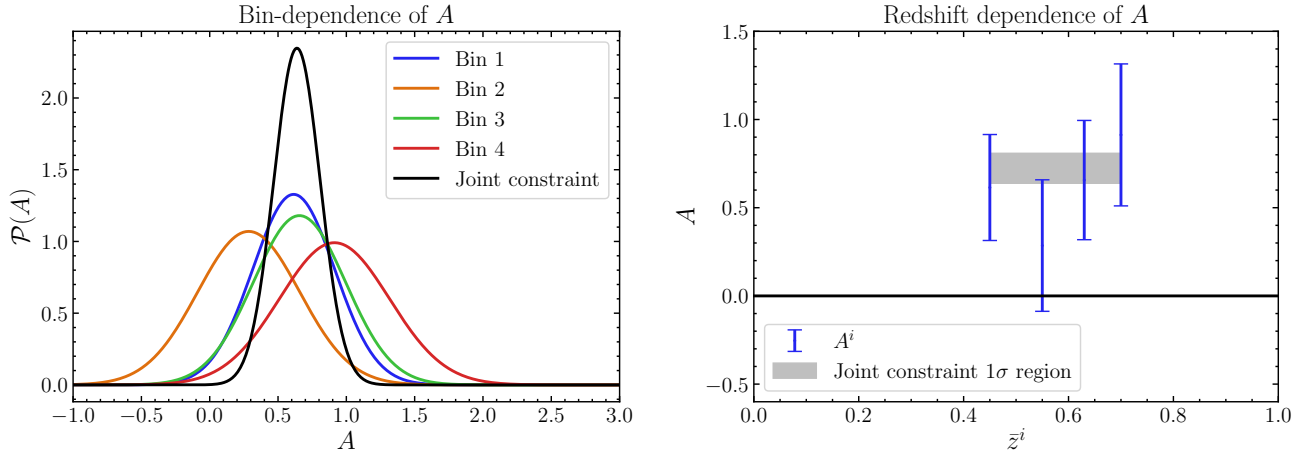 Bin-dependence of A
Bin 1
Bin 2
Bin 3
Bin 4
Joint constraint
P(A)
2.0
1.5
1.0
0.5
0.0
−1.0 −0.5 0.0 0.5 1.0 1.5 2.0 2.5 3.0
A
Redshift dependence of A
A
1.5
1.0
0.5
0.0
−0.5
Aⁱ
Joint constraint 1σ region
0.0 0.2 0.4 0.6 0.8 1.0
z̄ⁱ